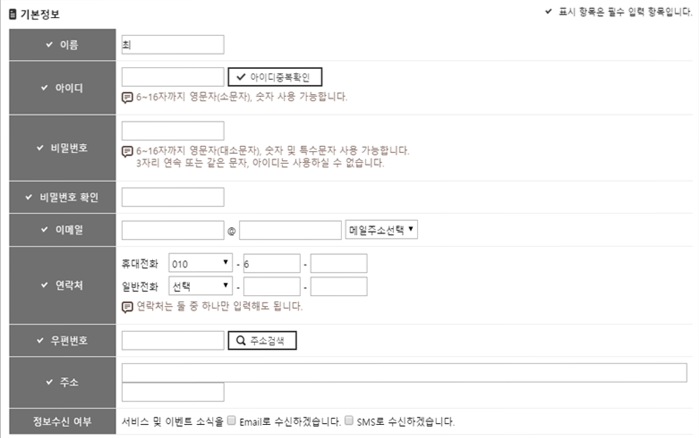 기본정보
표시 항목은 필수 입력 항목입니다.
이름 최
아이디 아이디중복확인
6~16자까지 영문자(소문자), 숫자 사용 가능합니다.
비밀번호
6~16자까지 영문자(대소문자), 숫자 및 특수문자 사용 가능합니다.
3자리 연속 또는 같은 문자, 아이디는 사용하실 수 없습니다.
비밀번호 확인
이메일 @ 메일주소선택
연락처
휴대전화 010 - 6 -
일반전화 선택 - -
연락처는 둘 중 하나만 입력해도 됩니다.
우편번호 주소검색
주소
정보수신 여부 서비스 및 이벤트 소식을 Email로 수신하겠습니다. SMS로 수신하겠습니다.